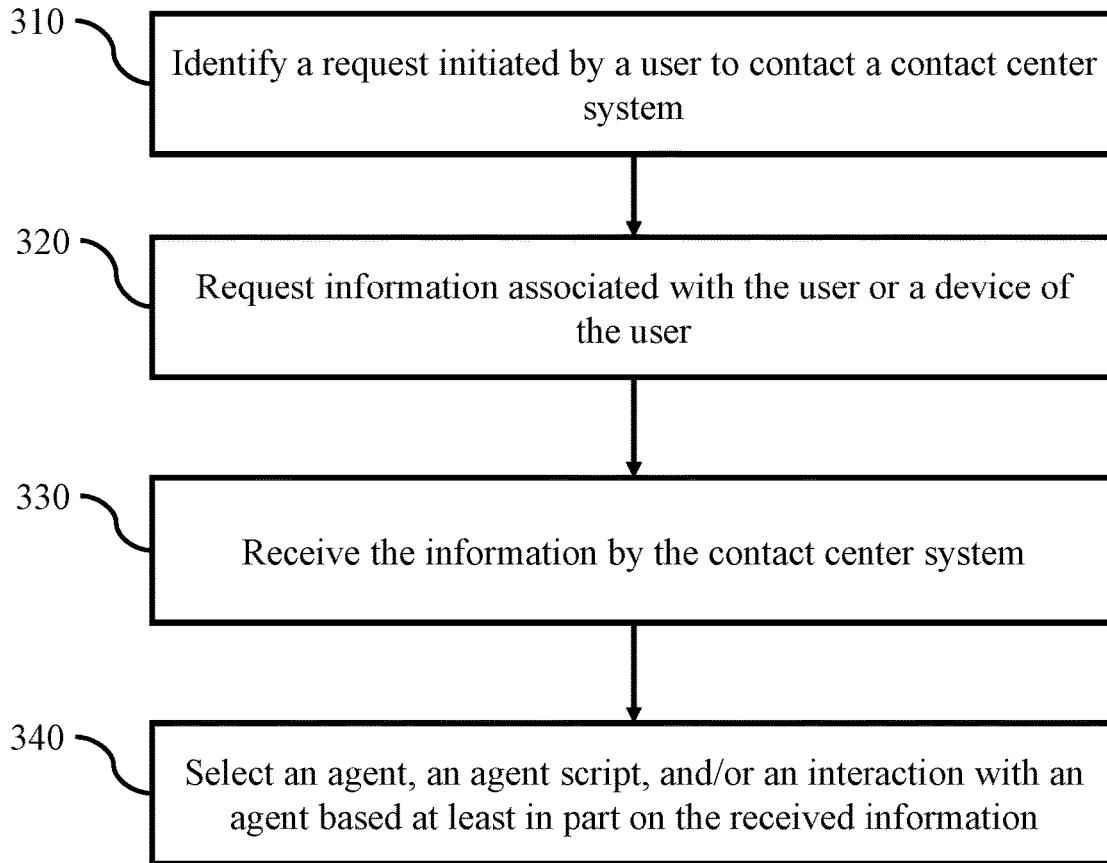 310
Identify a request initiated by a user to contact a contact center
system
320
Request information associated with the user or a device of
the user
330
Receive the information by the contact center system
340
Select an agent, an agent script, and/or an interaction with an
agent based at least in part on the received information